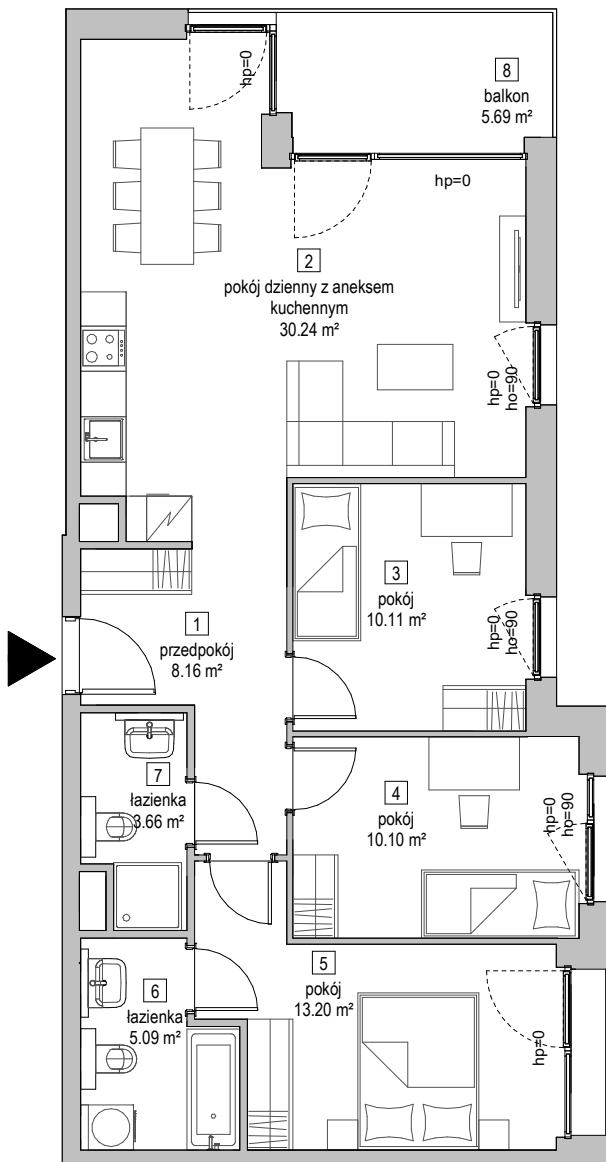 hp=0
8
balkon
5.69 m²
hp=0
2
pokój dzienny z aneksem
kuchennym
30.24 m²
hp=0
ho=90
3
pokój
10.11 m²
hp=0
ho=90
1
przedpokój
8.16 m²
7
łazienka
3.66 m²
4
pokój
10.10 m²
hp=0
ho=90
5
pokój
13.20 m²
6
łazienka
5.09 m²
hp=0